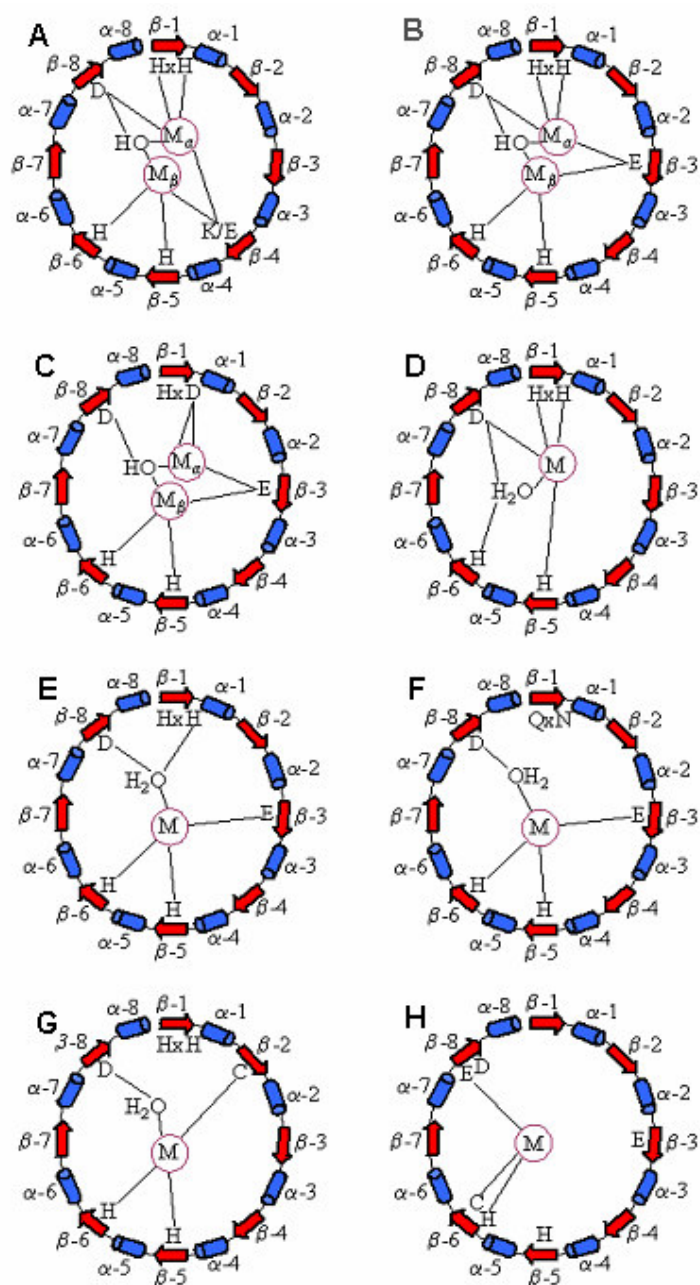 A
α-8 β-1 α-1
β-8 HxH β-2
D
α-7 α-2
HO Mα
β-7 Mβ β-3
α-6 α-3
H K/E
β-6 H β-4
α-5 β-5 α-4
B
α-8 β-1 α-1
β-8 HxH β-2
D
α-7 α-2
HO Mα
β-7 Mβ E β-3
α-6 α-3
H
β-6 H β-4
α-5 β-5 α-4
C
α-8 β-1 α-1
β-8 HxD β-2
D
α-7 α-2
HO Mα
β-7 Mβ E β-3
α-6 α-3
H
β-6 H β-4
α-5 β-5 α-4
D
α-8 β-1 α-1
β-8 HxH β-2
D
α-7 M α-2
β-7 H2O β-3
α-6 α-3
H
β-6 H β-4
α-5 β-5 α-4
E
α-8 β-1 α-1
β-8 HxH β-2
D
α-7 H2O α-2
β-7 M E β-3
α-6 α-3
H
β-6 H β-4
α-5 β-5 α-4
F
α-8 β-1 α-1
β-8 QxN β-2
D
α-7 OH2 α-2
β-7 M E β-3
α-6 α-3
H
β-6 H β-4
α-5 β-5 α-4
G
α-8 β-1 α-1
3-8 HxH β-2
D C
α-7 H2O α-2
β-7 M β-3
α-6 α-3
H
β-6 H β-4
α-5 β-5 α-4
H
α-8 β-1 α-1
β-8 β-2
E D
α-7 α-2
β-7 M E β-3
α-6 α-3
C
H H
β-6 β-4
α-5 β-5 α-4